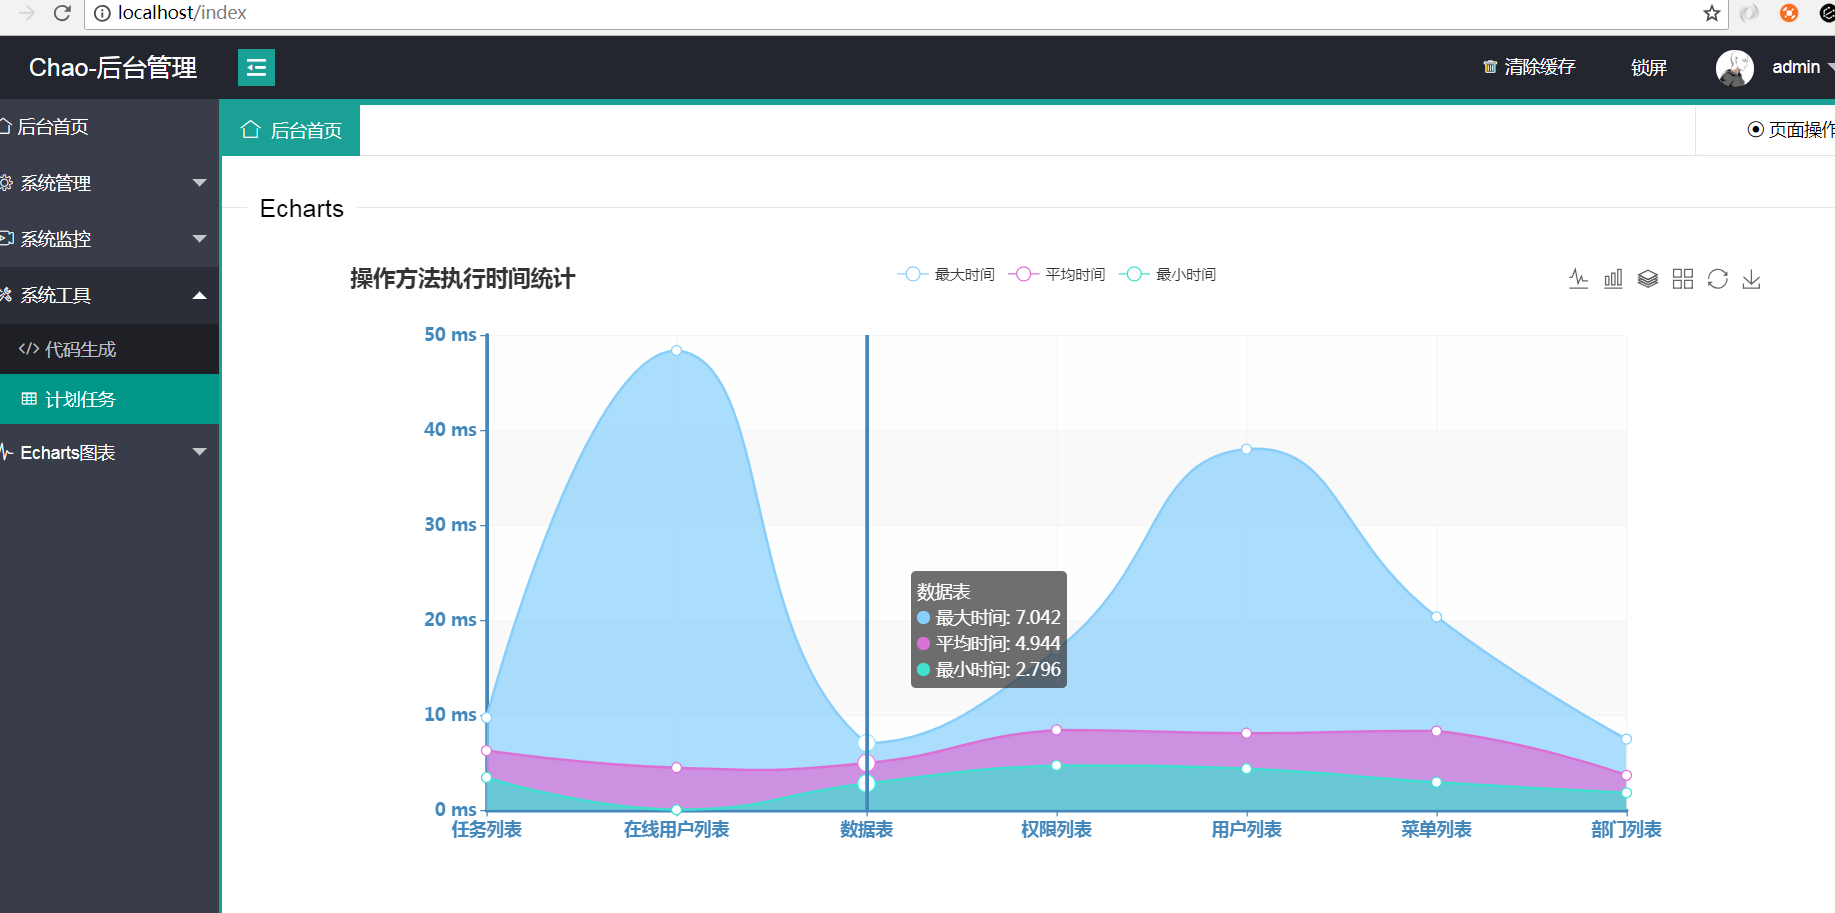 localhost/index
Chao-后台管理
清除缓存 锁屏 admin
后台首页
系统管理
系统监控
系统工具
代码生成
计划任务
Echarts图表
后台首页
页面操作
Echarts
操作方法执行时间统计
最大时间 平均时间 最小时间
50 ms
40 ms
30 ms
20 ms
10 ms
0 ms
数据表
最大时间: 7.042
平均时间: 4.944
最小时间: 2.796
任务列表 在线用户列表 数据表 权限列表 用户列表 菜单列表 部门列表